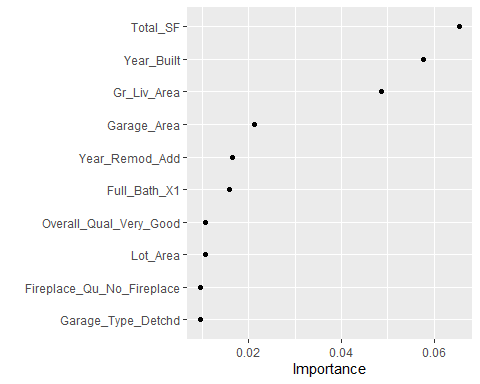 Total_SF
Year_Built
Gr_Liv_Area
Garage_Area
Year_Remod_Add
Full_Bath_X1
Overall_Qual_Very_Good
Lot_Area
Fireplace_Qu_No_Fireplace
Garage_Type_Detchd
0.02 0.04 0.06
Importance